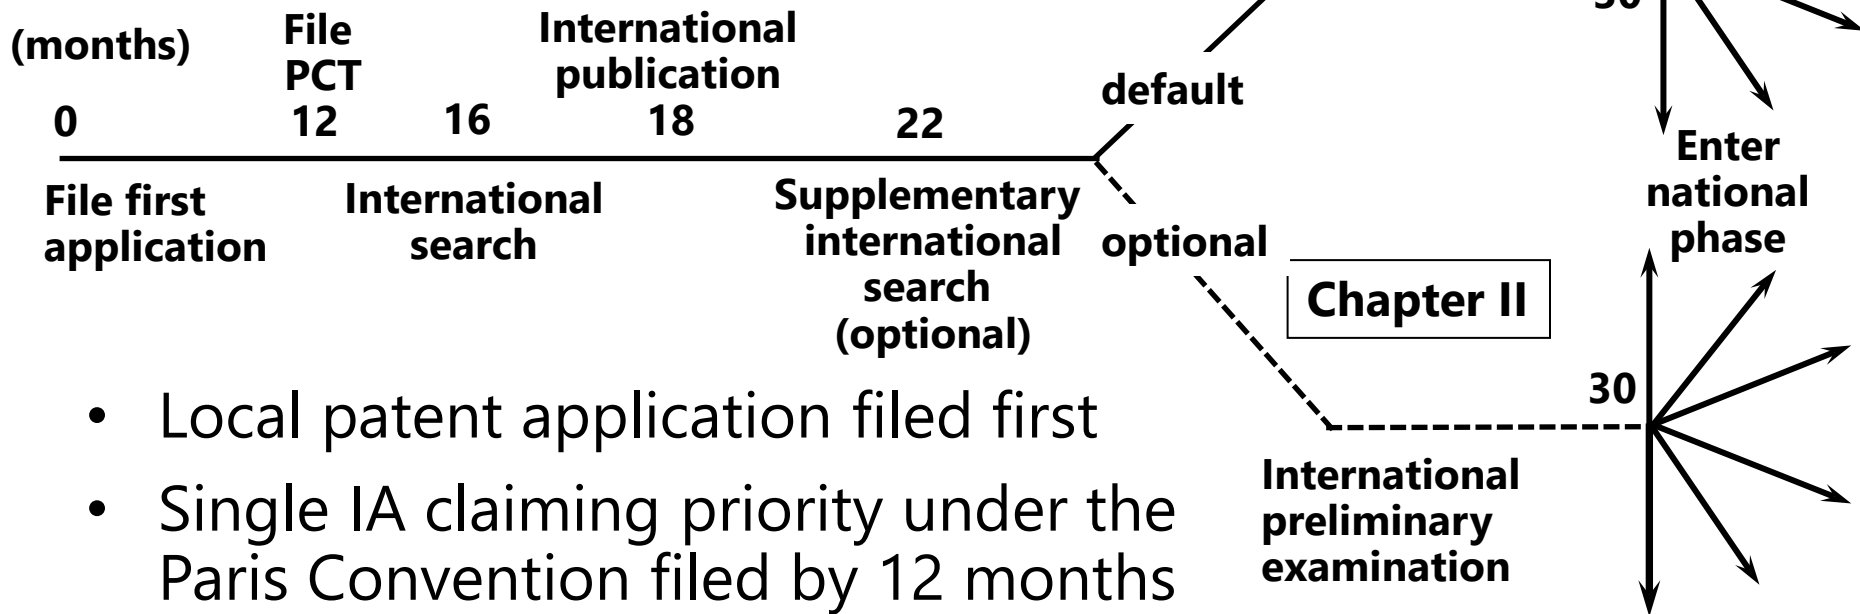 (months)
File
PCT
International
publication
30
0
12
16
18
22
default
Enter
national
phase
File first
application
International
search
Supplementary
international
search
(optional)
optional
Chapter II
30
International
preliminary
examination
• Local patent application filed first
• Single IA claiming priority under the
Paris Convention filed by 12 months